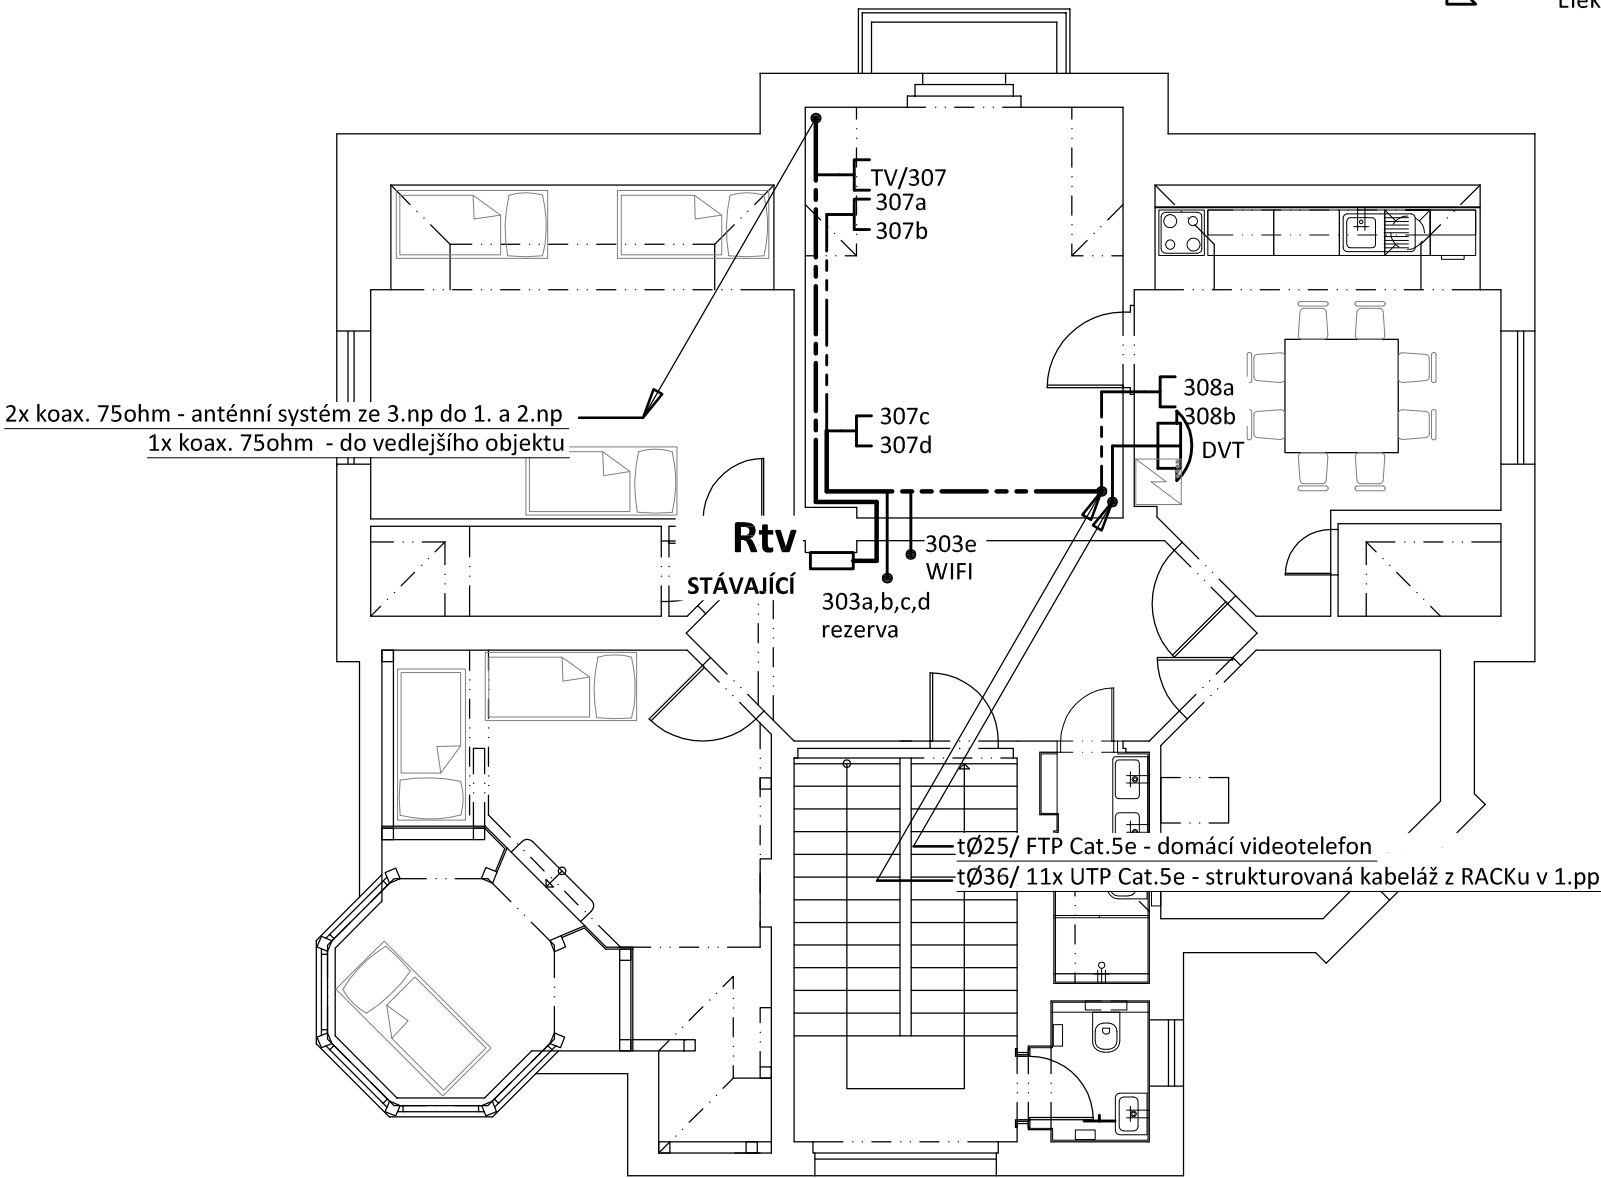 Elek
TV/307
307a
307b
308a
308b
DVT
307c
307d
2x koax. 75ohm - anténní systém ze 3.np do 1. a 2.np
1x koax. 75ohm - do vedlejšího objektu
Rtv
STÁVAJÍCÍ
303e
WIFI
303a,b,c,d
rezerva
tØ25/ FTP Cat.5e - domácí videotelefon
tØ36/ 11x UTP Cat.5e - strukturovaná kabeláž z RACKu v 1.pp